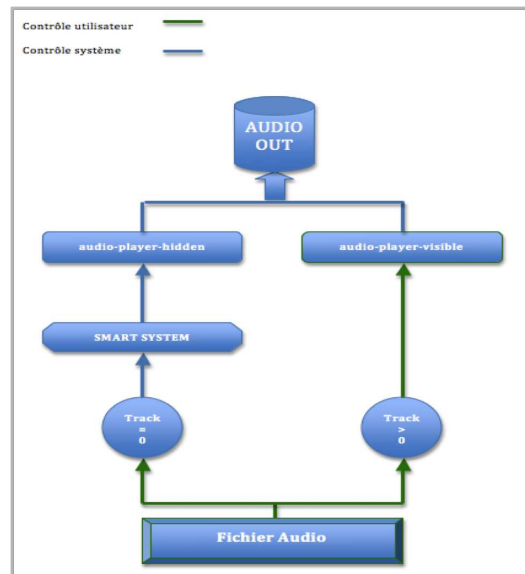 Contrôle utilisateur
Contrôle système
AUDIO
OUT
audio-player-hidden
audio-player-visible
SMART SYSTEM
Track
=
0
Track
>
0
Fichier Audio